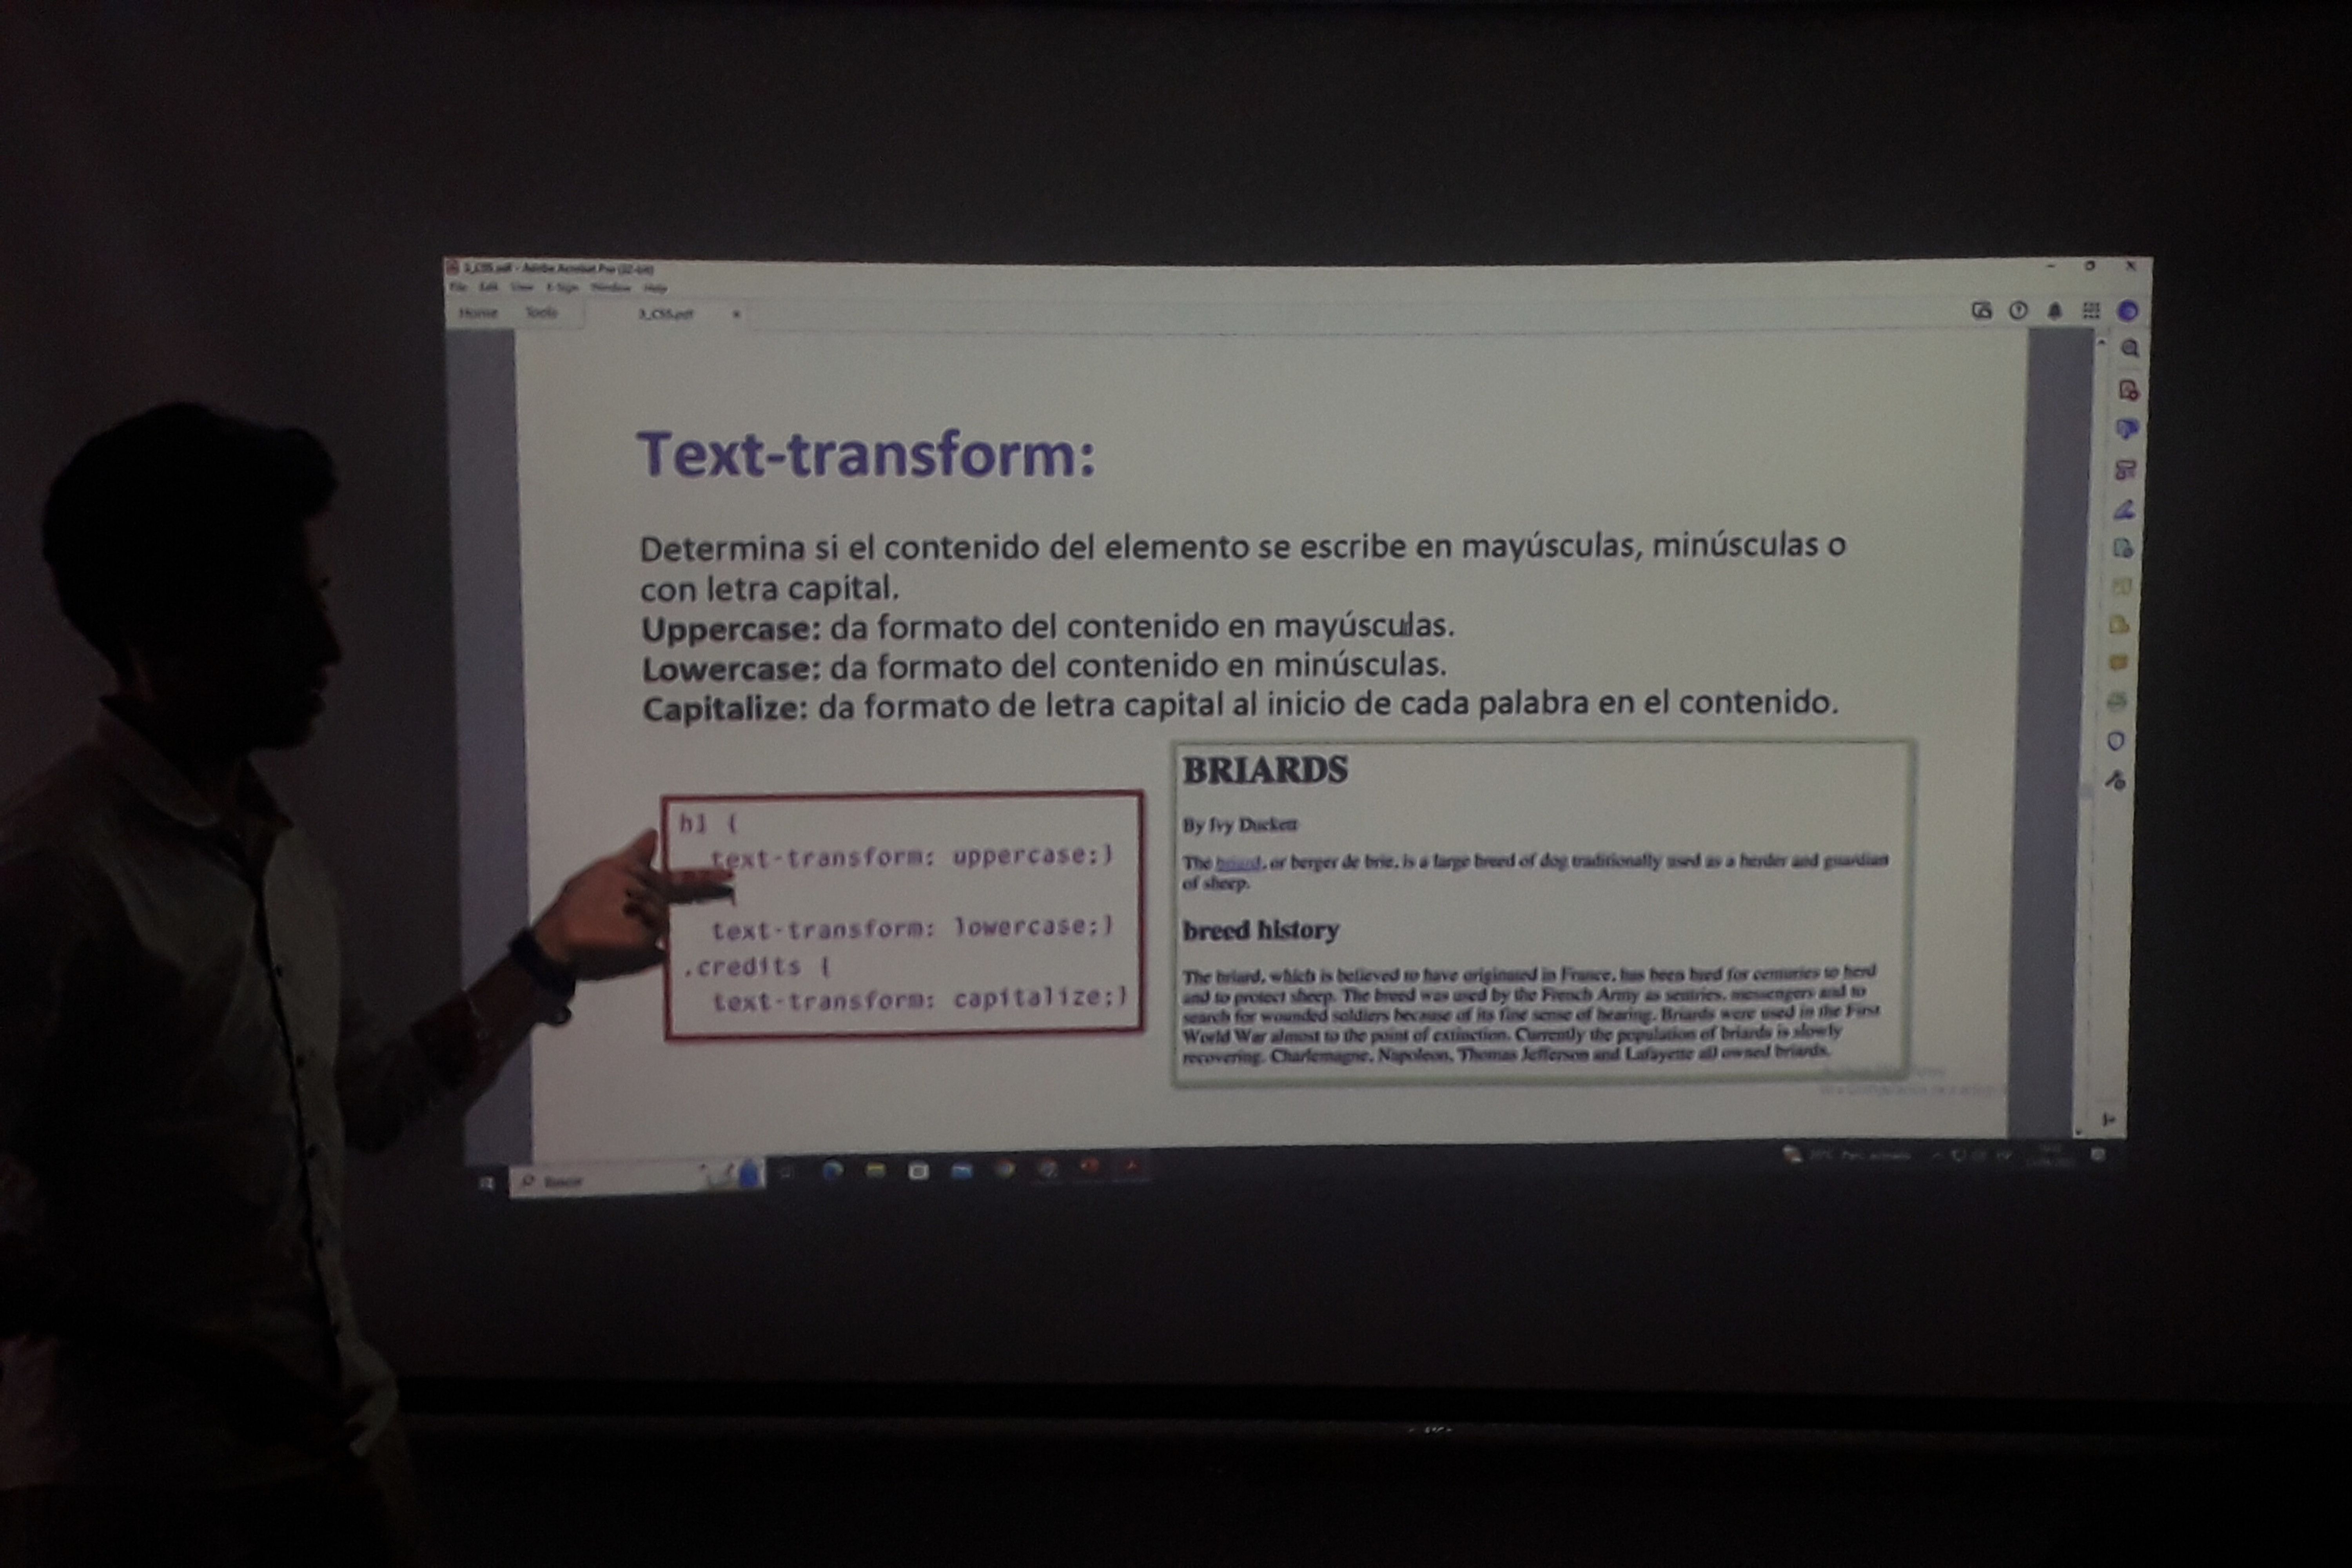 3_CSS.pdf - Adobe Acrobat Pro (32-bit)
File Edit View E-Sign Window Help
Home Tools 3_CSS.pdf
Text-transform:
Determina si el contenido del elemento se escribe en mayúsculas, minúsculas o
con letra capital.
Uppercase: da formato del contenido en mayúsculas.
Lowercase: da formato del contenido en minúsculas.
Capitalize: da formato de letra capital al inicio de cada palabra en el contenido.
h1 {
text-transform: uppercase;}
{
text-transform: lowercase;}
.credits {
text-transform: capitalize;}
BRIARDS
By Ivy Duckett
The briard, or berger de brie, is a large breed of dog traditionally used as a herder and guardian
of sheep.
breed history
The briard, which is believed to have originated in France, has been bred for centuries to herd
and to protect sheep. The breed was used by the French Army as sentries, messengers and to
search for wounded soldiers because of its fine sense of hearing. Briards were used in the First
World War almost to the point of extinction. Currently the population of briards is slowly
recovering. Charlemagne, Napoleon, Thomas Jefferson and Lafayette all owned briards.
Buscar